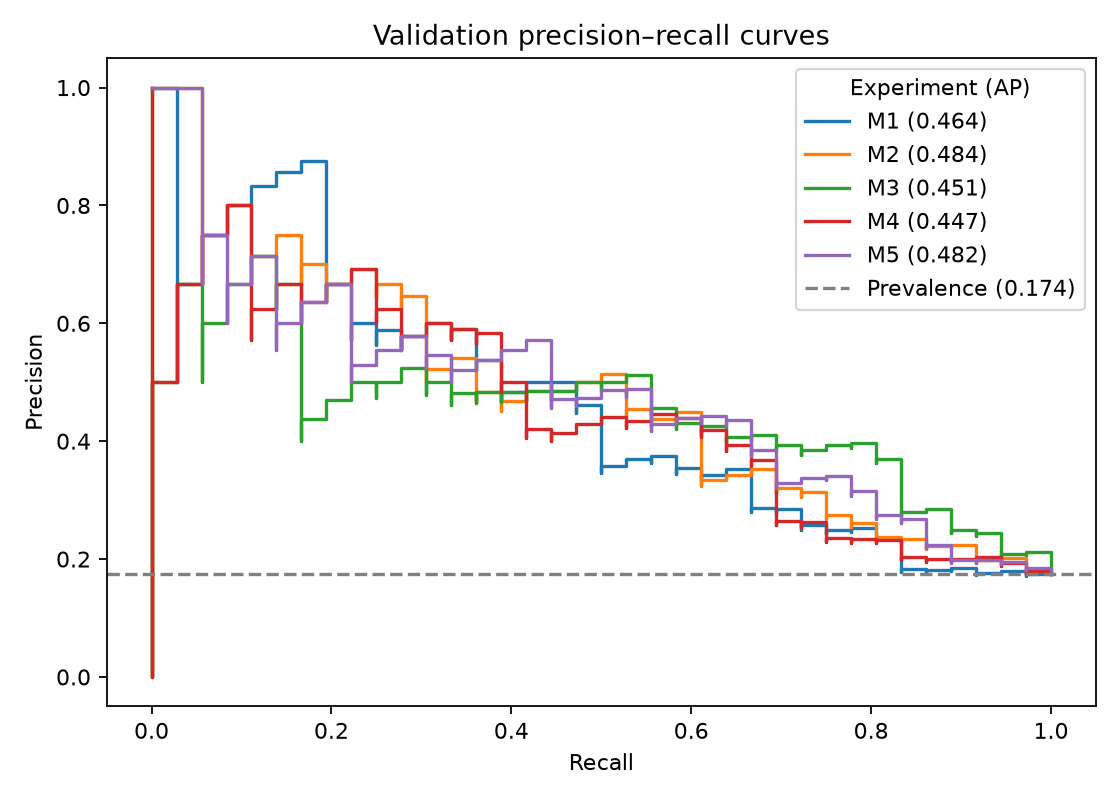 Validation precision–recall curves
Experiment (AP)
M1 (0.464)
M2 (0.484)
M3 (0.451)
M4 (0.447)
M5 (0.482)
Prevalence (0.174)
Precision
1.0
0.8
0.6
0.4
0.2
0.0
0.0 0.2 0.4 0.6 0.8 1.0
Recall